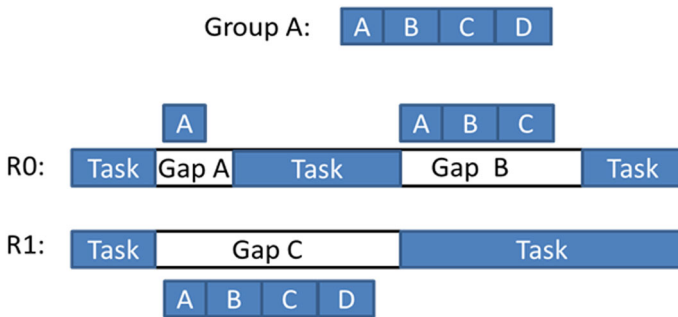 Group A: A B C D
A A B C
R0: Task Gap A Task Gap B Task
R1: Task Gap C Task
A B C D